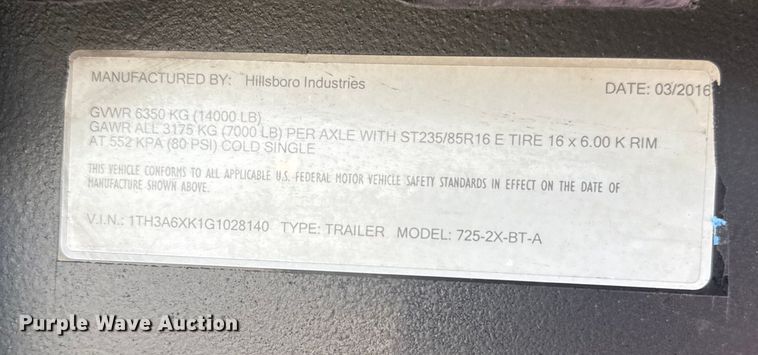 MANUFACTURED BY: Hillsboro Industries DATE: 03/2016
GVWR 6350 KG (14000 LB)
GAWR ALL 3175 KG (7000 LB) PER AXLE WITH ST235/85R16 E TIRE 16 x 6.00 K RIM
AT 552 KPA (80 PSI) COLD SINGLE
THIS VEHICLE CONFORMS TO ALL APPLICABLE U.S. FEDERAL MOTOR VEHICLE SAFETY STANDARDS IN EFFECT ON THE DATE OF
MANUFACTURE SHOWN ABOVE.
V.I.N.: 1TH3A6XK1G1028140 TYPE: TRAILER MODEL: 725-2X-BT-A
Purple Wave Auction